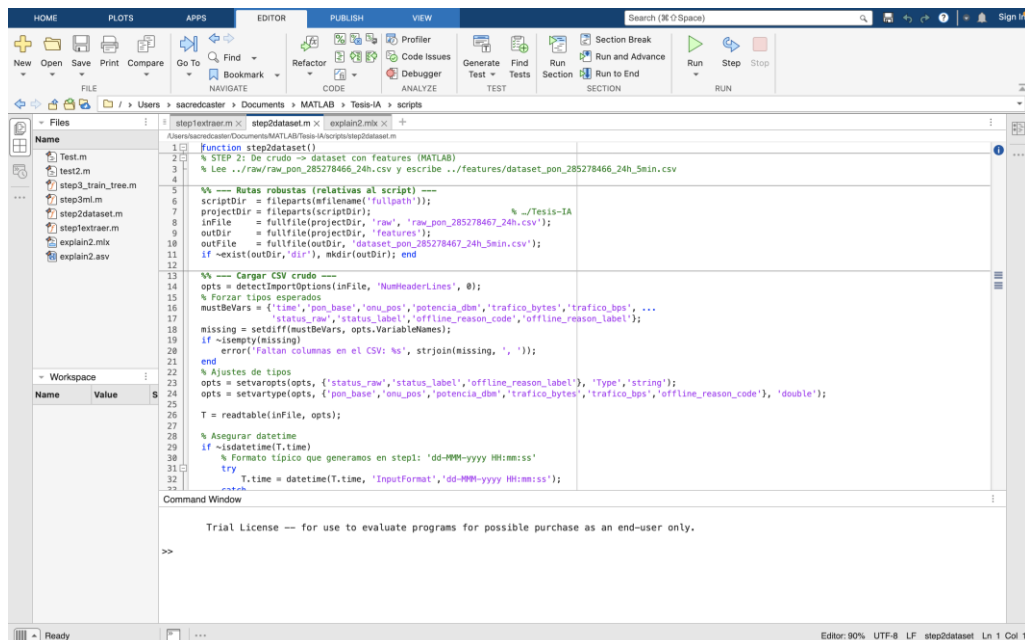 HOME PLOTS APPS EDITOR PUBLISH VIEW Search (⌘⇧Space) Sign In
New Open Save Print Compare Go To Find Bookmark Refactor Profiler Code Issues Debugger Generate Test Find Tests Run Section Section Break Run and Advance Run to End Run Step Stop
FILE NAVIGATE CODE ANALYZE TEST SECTION RUN
/ › Users › sacredcaster › Documents › MATLAB › Tesis-IA › scripts
Files
Name
Test.m
test2.m
step3_train_tree.m
step3ml.m
step2dataset.m
step1extraer.m
explain2.mlx
explain2.asv
Workspace
Name Value S
step1extraer.m × step2dataset.m × explain2.mlx × +
/Users/sacredcaster/Documents/MATLAB/Tesis-IA/scripts/step2dataset.m
1 function step2dataset()
2 % STEP 2: De crudo -> dataset con features (MATLAB)
3 % Lee ../raw/raw_pon_285278466_24h.csv y escribe ../features/dataset_pon_285278466_24h_5min.csv
4
5 %% --- Rutas robustas (relativas al script) ---
6 scriptDir = fileparts(mfilename('fullpath'));
7 projectDir = fileparts(scriptDir); % …/Tesis-IA
8 inFile = fullfile(projectDir, 'raw', 'raw_pon_285278467_24h.csv');
9 outDir = fullfile(projectDir, 'features');
10 outFile = fullfile(outDir, 'dataset_pon_285278467_24h_5min.csv');
11 if ~exist(outDir,'dir'), mkdir(outDir); end
12
13 %% --- Cargar CSV crudo ---
14 opts = detectImportOptions(inFile, 'NumHeaderLines', 0);
15 % Forzar tipos esperados
16 mustBeVars = {'time','pon_base','onu_pos','potencia_dbm','trafico_bytes','trafico_bps', ...
17 'status_raw','status_label','offline_reason_code','offline_reason_label'};
18 missing = setdiff(mustBeVars, opts.VariableNames);
19 if ~isempty(missing)
20 error('Faltan columnas en el CSV: %s', strjoin(missing, ', '));
21 end
22 % Ajustes de tipos
23 opts = setvaropts(opts, {'status_raw','status_label','offline_reason_label'}, 'Type','string');
24 opts = setvartype(opts, {'pon_base','onu_pos','potencia_dbm','trafico_bytes','trafico_bps','offline_reason_code'}, 'double');
25
26 T = readtable(inFile, opts);
27
28 % Asegurar datetime
29 if ~isdatetime(T.time)
30 % Formato típico que generamos en step1: 'dd-MMM-yyyy HH:mm:ss'
31 try
32 T.time = datetime(T.time, 'InputFormat','dd-MMM-yyyy HH:mm:ss');
33 catch
Command Window
Trial License -- for use to evaluate programs for possible purchase as an end-user only.
>>
Ready
Editor: 90% UTF-8 LF step2dataset Ln 1 Col 1